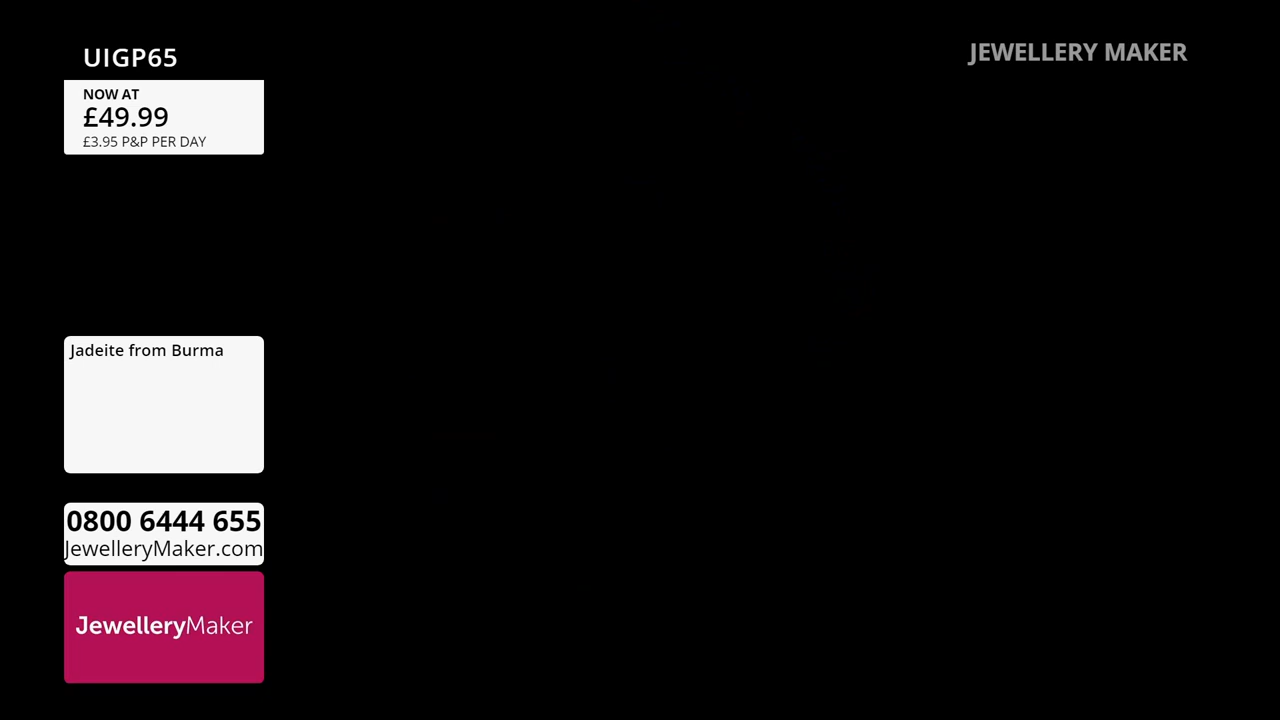 UIGP65
JEWELLERY MAKER
NOW AT
£49.99
£3.95 P&P PER DAY
Jadeite from Burma
0800 6444 655
JewelleryMaker.com
JewelleryMaker